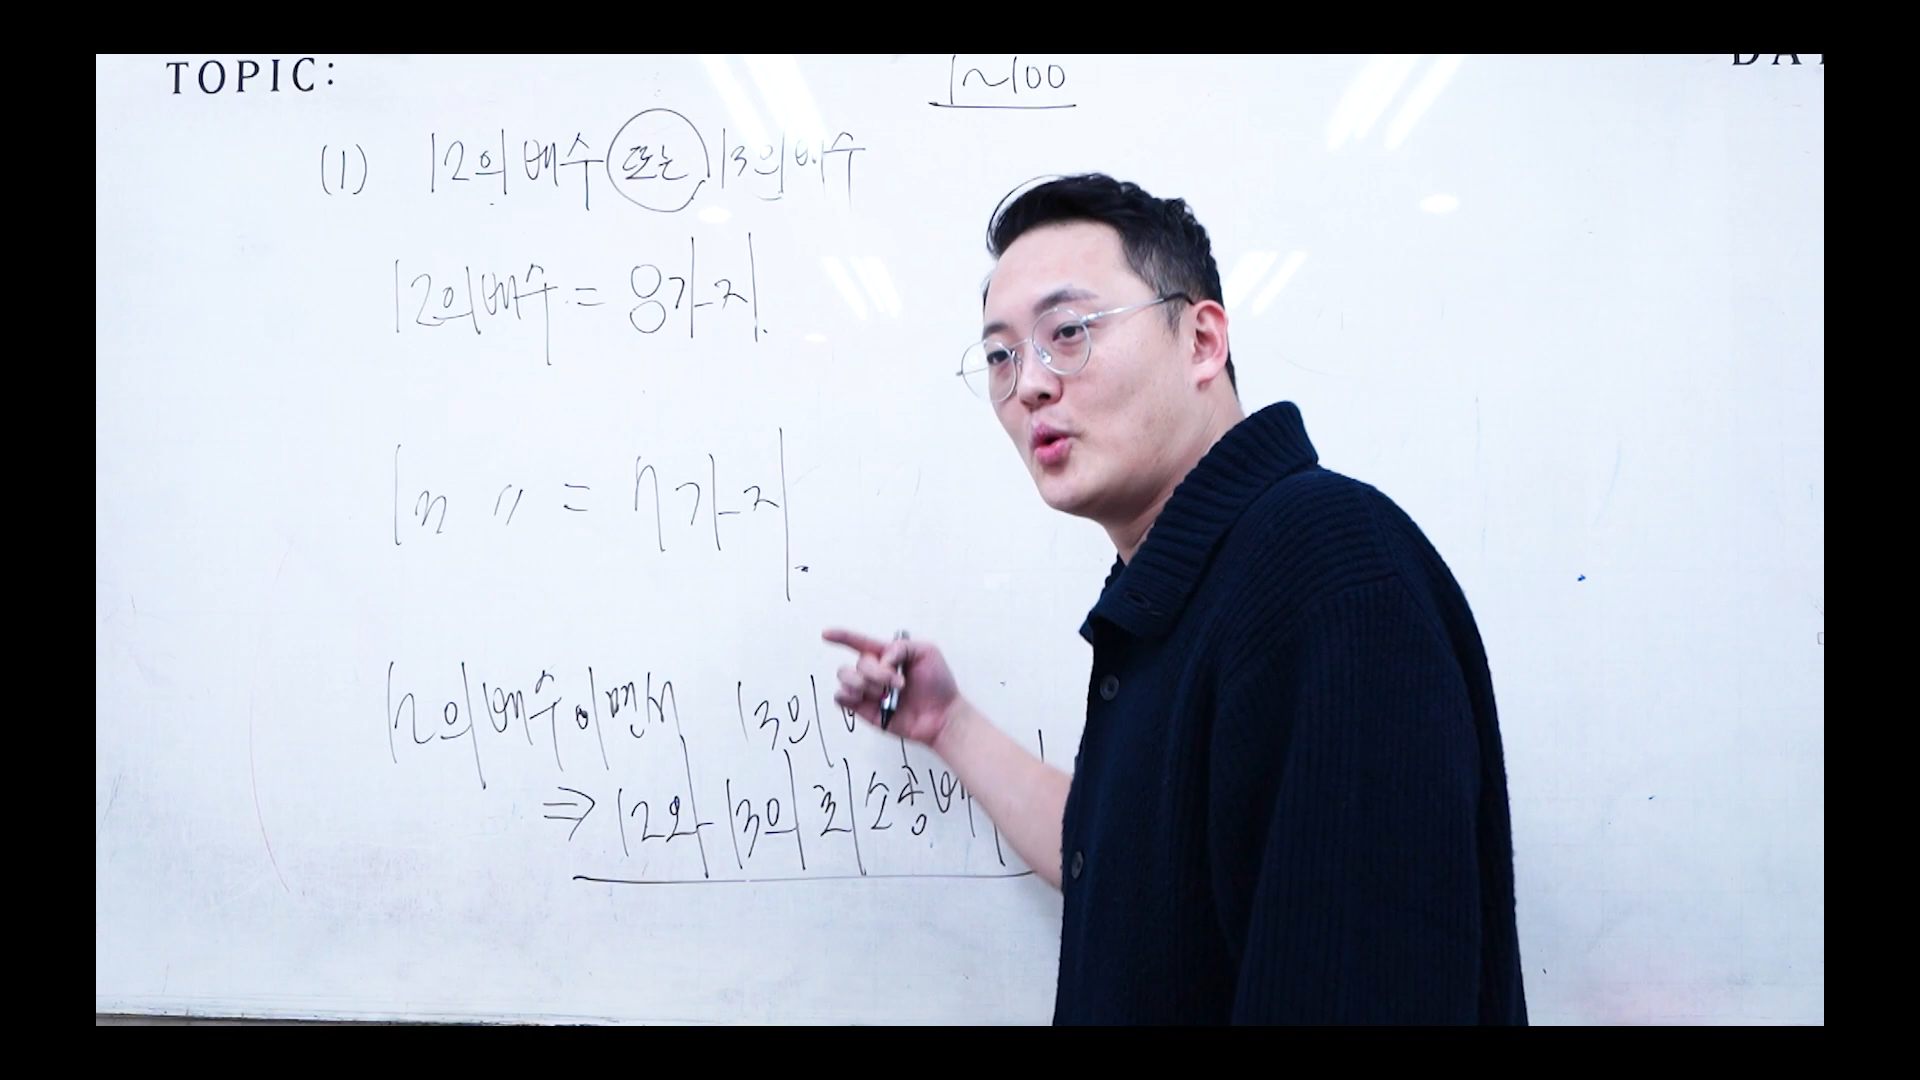 TOPIC:
1~100
(1) 12의 배수 또는 13의 배수
12의 배수 = 8가지.
13 〃 = 7가지.
12의 배수이면서 13의
⇒ 12와 13의 최소공배